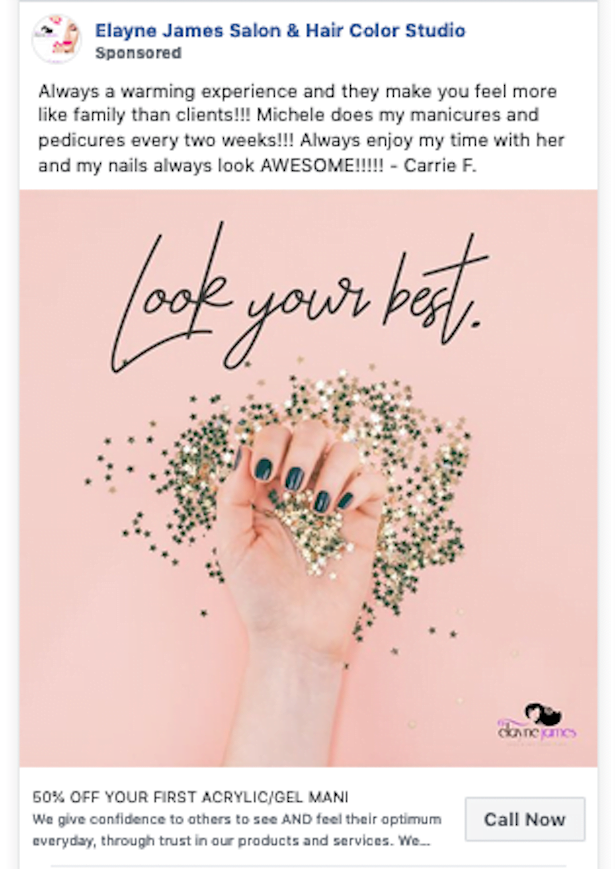 Elayne James Salon & Hair Color Studio
Sponsored
Always a warming experience and they make you feel more
like family than clients!!! Michele does my manicures and
pedicures every two weeks!!! Always enjoy my time with her
and my nails always look AWESOME!!!!! - Carrie F.
Look your best.
elayne james
50% OFF YOUR FIRST ACRYLIC/GEL MANI
We give confidence to others to see AND feel their optimum
everyday, through trust in our products and services. We...
Call Now